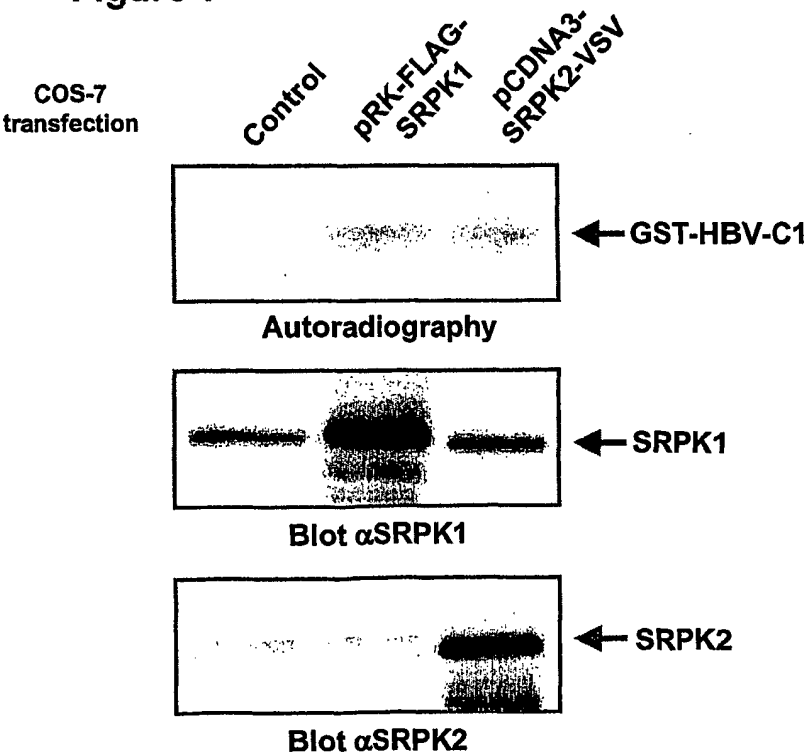 COS-7
transfection
Control
pRK-FLAG-
SRPK1
pCDNA3-
SRPK2-VSV
GST-HBV-C1
Autoradiography
SRPK1
Blot αSRPK1
SRPK2
Blot αSRPK2